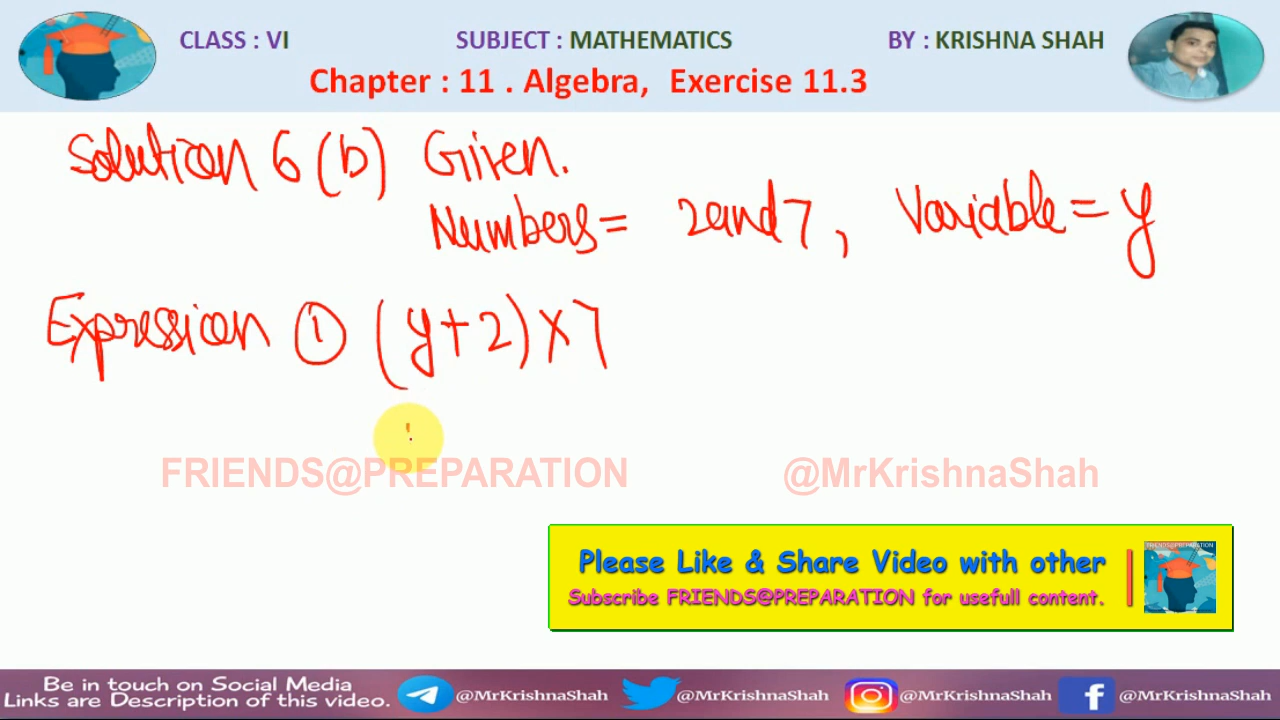 CLASS : VI SUBJECT : MATHEMATICS BY : KRISHNA SHAH
Chapter : 11 . Algebra, Exercise 11.3
Solution 6 (b) Given.
Numbers = 2 and 7, Variable = y
Expression ① (y+2)×7
FRIENDS@PREPARATION @MrKrishnaShah
Please Like & Share Video with other
Subscribe FRIENDS@PREPARATION for usefull content.
FRIENDS@PREPARATION
Be in touch on Social Media
Links are Description of this video.
@MrKrishnaShah @MrKrishnaShah @MrKrishnaShah @MrKrishnaShah